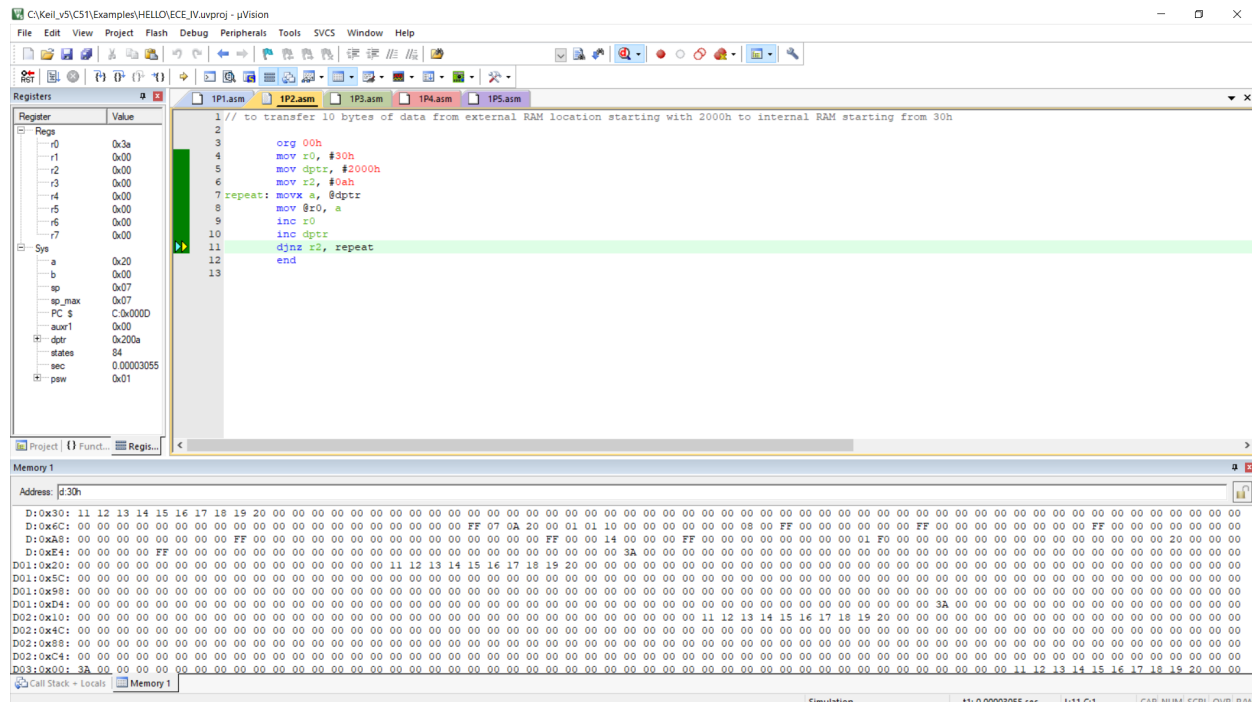 C:\Keil_v5\C51\Examples\HELLO\ECE_IV.uvproj - µVision
File Edit View Project Flash Debug Peripherals Tools SVCS Window Help
RST
Registers
1P1.asm 1P2.asm 1P3.asm 1P4.asm 1P5.asm
Register Value
Regs
r0 0x3a
r1 0x00
r2 0x00
r3 0x00
r4 0x00
r5 0x00
r6 0x00
r7 0x00
Sys
a 0x20
b 0x00
sp 0x07
sp_max 0x07
PC $ C:0x000D
auxr1 0x00
dptr 0x200a
states 84
sec 0.00003055
psw 0x01
1 // to transfer 10 bytes of data from external RAM location starting with 2000h to internal RAM starting from 30h
2
3 org 00h
4 mov r0, #30h
5 mov dptr, #2000h
6 mov r2, #0ah
7 repeat: movx a, @dptr
8 mov @r0, a
9 inc r0
10 inc dptr
11 djnz r2, repeat
12 end
13
Project {} Funct... Regis...
Memory 1
Address: d:30h
D:0x30: 11 12 13 14 15 16 17 18 19 20 00 00 00 00 00 00 00 00 00 00 00 00 00 00 00 00 00 00 00 00 00 00 00 00 00 00 00 00 00 00 00 00 00 00 00 00 00 00 00 00 00 00 00 00 00 00 00 00 00 00
D:0x6C: 00 00 00 00 00 00 00 00 00 00 00 00 00 00 00 00 00 00 00 00 FF 07 0A 20 00 01 01 10 00 00 00 00 00 00 08 00 FF 00 00 00 00 00 00 FF 00 00 00 00 00 00 00 00 FF 00 00 00 00 00 00 00
D:0xA8: 00 00 00 00 00 00 00 00 FF 00 00 00 00 00 00 00 00 00 00 00 00 00 00 00 FF 00 00 14 00 00 00 FF 00 00 00 00 00 00 00 00 01 F0 00 00 00 00 00 00 00 00 00 00 00 00 00 00 20 00 00 00
D:0xE4: 00 00 00 00 FF 00 00 00 00 00 00 00 00 00 00 00 00 00 00 00 00 00 00 00 00 00 00 00 3A 00 00 00 00 00 00 00 00 00 00 00 00 00 00 00 00 00 00 00 00 00 00 00 00 00 00 00 00 00 00 00
D01:0x20: 00 00 00 00 00 00 00 00 00 00 00 00 00 00 00 00 11 12 13 14 15 16 17 18 19 20 00 00 00 00 00 00 00 00 00 00 00 00 00 00 00 00 00 00 00 00 00 00 00 00 00 00 00 00 00 00 00 00 00 00
D01:0x5C: 00 00 00 00 00 00 00 00 00 00 00 00 00 00 00 00 00 00 00 00 00 00 00 00 00 00 00 00 00 00 00 00 00 00 00 00 00 00 00 00 00 00 00 00 00 00 00 00 00 00 00 00 00 00 00 00 00 00 00 00
D01:0x98: 00 00 00 00 00 00 00 00 00 00 00 00 00 00 00 00 00 00 00 00 00 00 00 00 00 00 00 00 00 00 00 00 00 00 00 00 00 00 00 00 00 00 00 00 00 00 00 00 00 00 00 00 00 00 00 00 00 00 00 00
D01:0xD4: 00 00 00 00 00 00 00 00 00 00 00 00 00 00 00 00 00 00 00 00 00 00 00 00 00 00 00 00 00 00 00 00 00 00 00 00 00 00 00 00 00 00 00 00 3A 00 00 00 00 00 00 00 00 00 00 00 00 00 00 00
D02:0x10: 00 00 00 00 00 00 00 00 00 00 00 00 00 00 00 00 00 00 00 00 00 00 00 00 00 00 00 00 00 00 00 00 11 12 13 14 15 16 17 18 19 20 00 00 00 00 00 00 00 00 00 00 00 00 00 00 00 00 00 00
D02:0x4C: 00 00 00 00 00 00 00 00 00 00 00 00 00 00 00 00 00 00 00 00 00 00 00 00 00 00 00 00 00 00 00 00 00 00 00 00 00 00 00 00 00 00 00 00 00 00 00 00 00 00 00 00 00 00 00 00 00 00 00 00
D02:0x88: 00 00 00 00 00 00 00 00 00 00 00 00 00 00 00 00 00 00 00 00 00 00 00 00 00 00 00 00 00 00 00 00 00 00 00 00 00 00 00 00 00 00 00 00 00 00 00 00 00 00 00 00 00 00 00 00 00 00 00 00
D02:0xC4: 00 00 00 00 00 00 00 00 00 00 00 00 00 00 00 00 00 00 00 00 00 00 00 00 00 00 00 00 00 00 00 00 00 00 00 00 00 00 00 00 00 00 00 00 00 00 00 00 00 00 00 00 00 00 00 00 00 00 00 00
D03:0x00: 3A 00 00 00 00 00 00 00 00 00 00 00 00 00 00 00 00 00 00 00 00 00 00 00 00 00 00 00 00 00 00 00 00 00 00 00 00 00 00 00 00 00 00 00 00 00 00 00 11 12 13 14 15 16 17 18 19 20 00 00
Call Stack + Locals Memory 1
Simulation t1: 0.00003055 sec L:11 C:1 CAP NUM SCRL OVR R/W